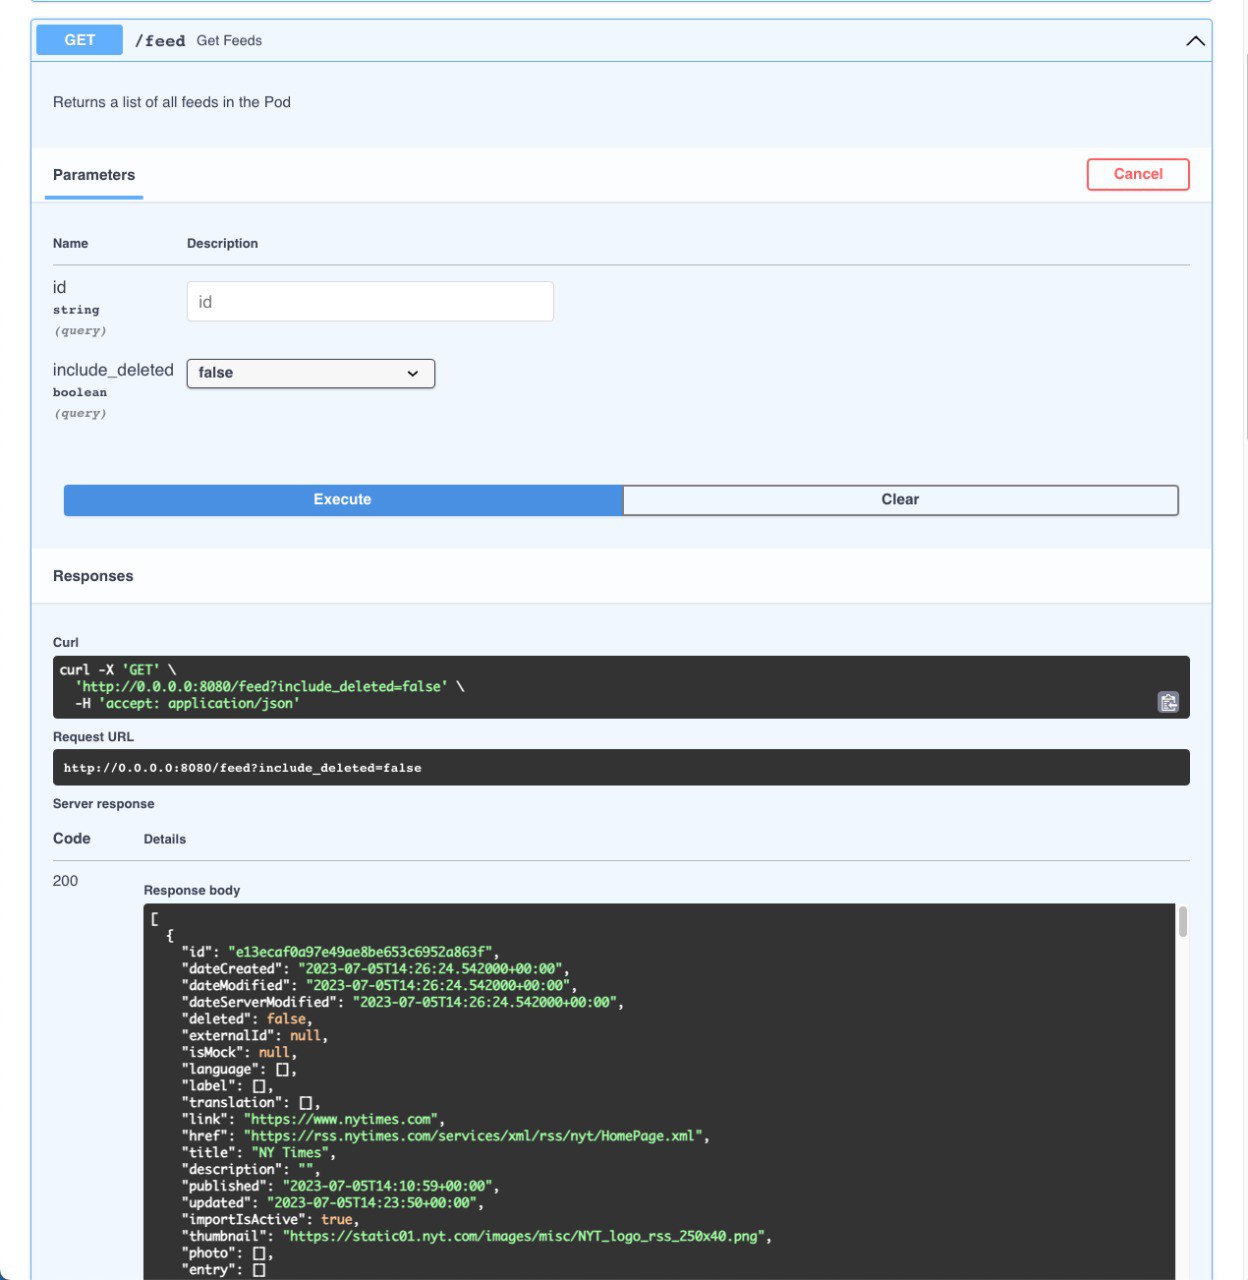 GET /feed Get Feeds
Returns a list of all feeds in the Pod
Parameters
Cancel
Name Description
id
string
(query)
id
include_deleted
boolean
(query)
false
Execute
Clear
Responses
Curl
curl -X 'GET' \
'http://0.0.0.0:8080/feed?include_deleted=false' \
-H 'accept: application/json'
Request URL
http://0.0.0.0:8080/feed?include_deleted=false
Server response
Code Details
200
Response body
[
{
"id": "e13ecaf0a97e49ae8be653c6952a863f",
"dateCreated": "2023-07-05T14:26:24.542000+00:00",
"dateModified": "2023-07-05T14:26:24.542000+00:00",
"dateServerModified": "2023-07-05T14:26:24.542000+00:00",
"deleted": false,
"externalId": null,
"isMock": null,
"language": [],
"label": [],
"translation": [],
"link": "https://www.nytimes.com",
"href": "https://rss.nytimes.com/services/xml/rss/nyt/HomePage.xml",
"title": "NY Times",
"description": "",
"published": "2023-07-05T14:10:59+00:00",
"updated": "2023-07-05T14:23:50+00:00",
"importIsActive": true,
"thumbnail": "https://static01.nyt.com/images/misc/NYT_logo_rss_250x40.png",
"photo": [],
"entry": []